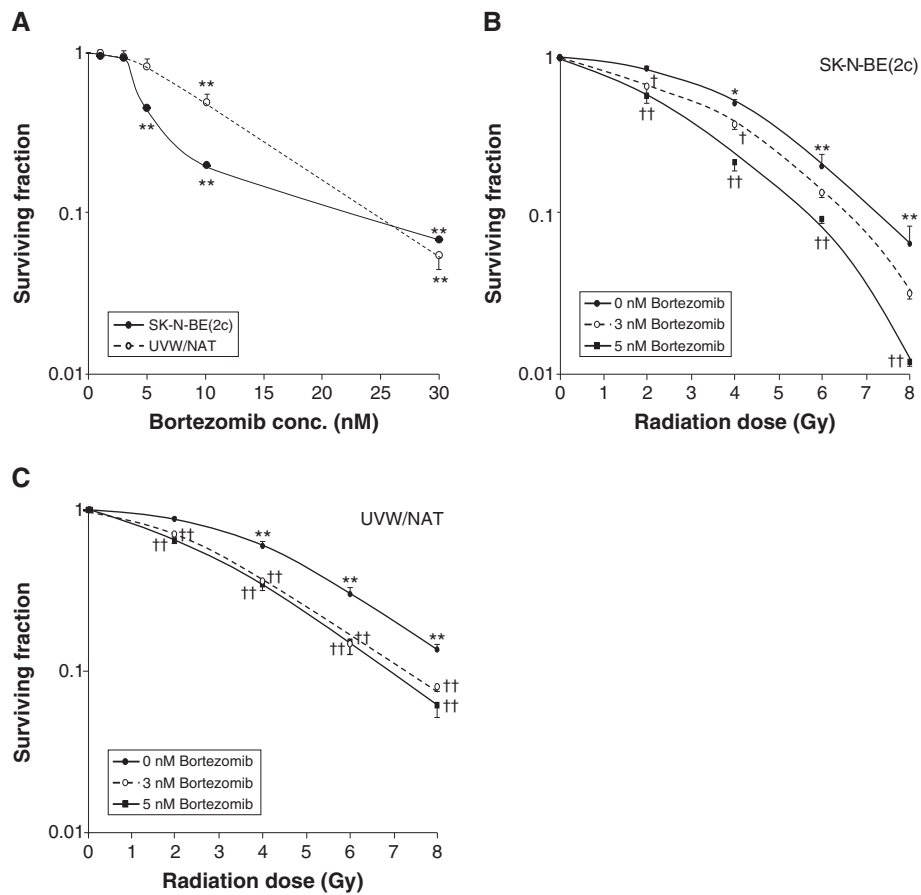 A
1
0.1
0.01
Surviving fraction
**
**
**
**
**
SK-N-BE(2c)
UVW/NAT
0 5 10 15 20 25 30
Bortezomib conc. (nM)
B
SK-N-BE(2c)
1
0.1
0.01
Surviving fraction
*
**
**
†
†
††
††
††
††
0 nM Bortezomib
3 nM Bortezomib
5 nM Bortezomib
0 1 2 3 4 5 6 7 8
Radiation dose (Gy)
C
UVW/NAT
1
0.1
0.01
Surviving fraction
**
**
**
††
††
††
††
††
††
††
††
0 nM Bortezomib
3 nM Bortezomib
5 nM Bortezomib
0 1 2 3 4 5 6 7 8
Radiation dose (Gy)